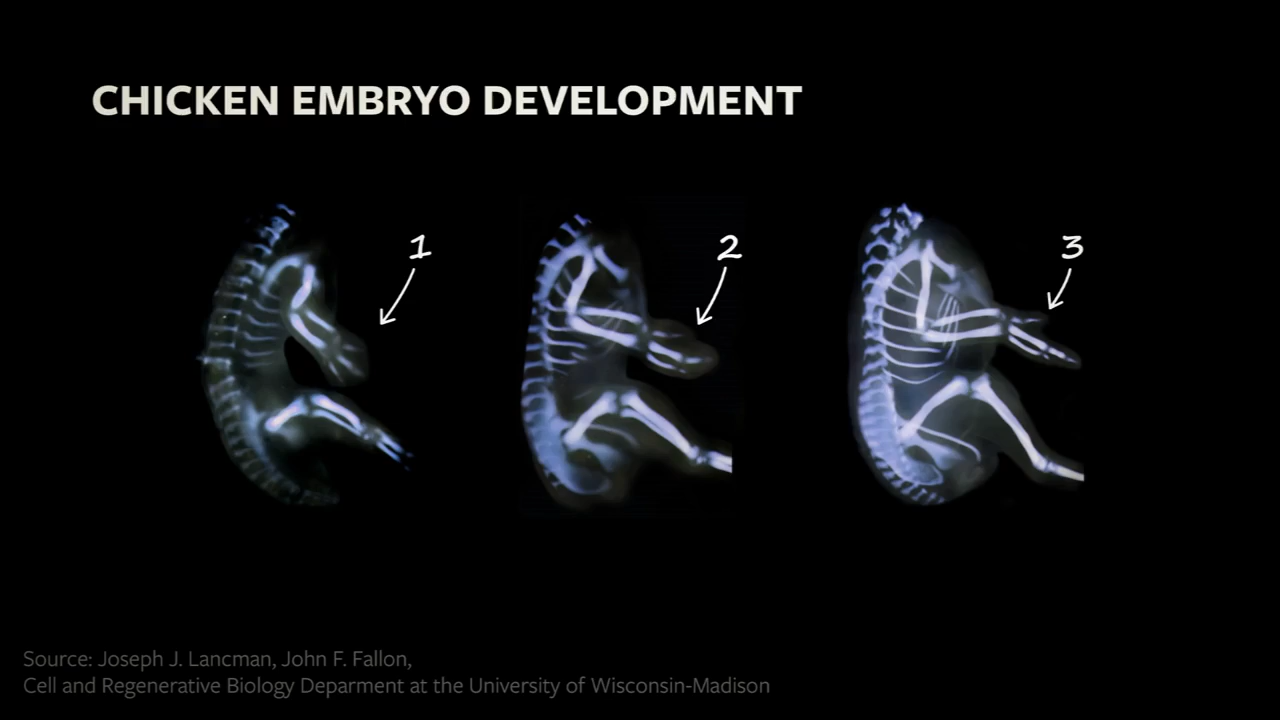 CHICKEN EMBRYO DEVELOPMENT
1
2
3
Source: Joseph J. Lancman, John F. Fallon,
Cell and Regenerative Biology Deparment at the University of Wisconsin-Madison